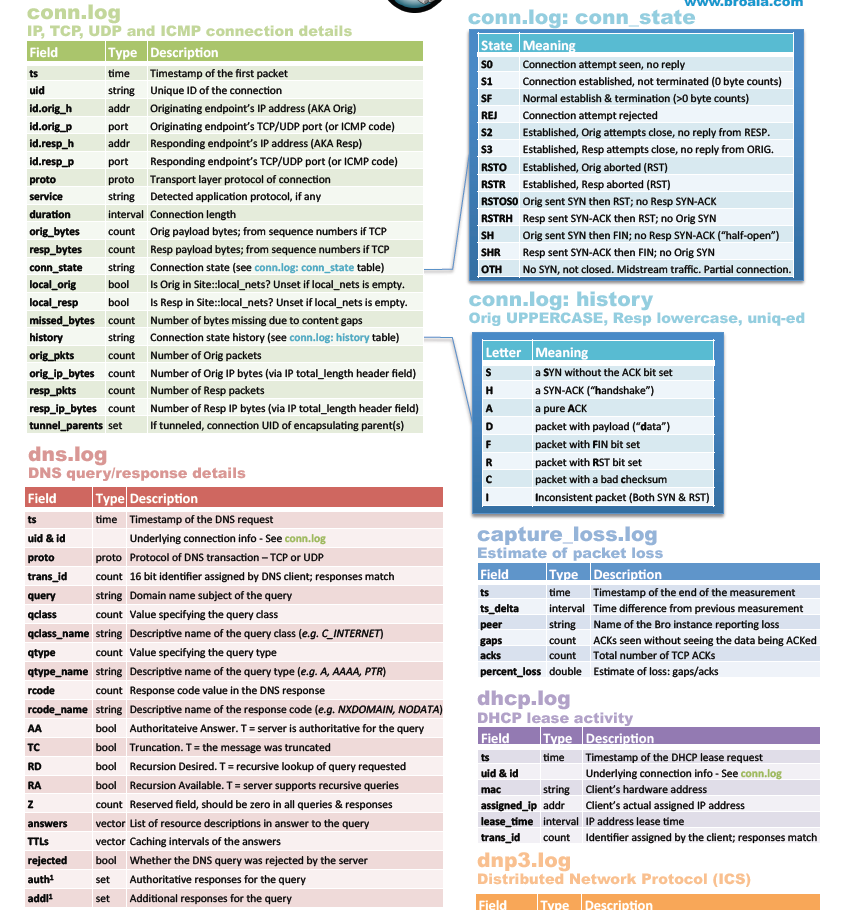 www.broala.com
conn.log
IP, TCP, UDP and ICMP connection details
Field Type Description
ts time Timestamp of the first packet
uid string Unique ID of the connection
id.orig_h addr Originating endpoint's IP address (AKA Orig)
id.orig_p port Originating endpoint's TCP/UDP port (or ICMP code)
id.resp_h addr Responding endpoint's IP address (AKA Resp)
id.resp_p port Responding endpoint's TCP/UDP port (or ICMP code)
proto proto Transport layer protocol of connection
service string Detected application protocol, if any
duration interval Connection length
orig_bytes count Orig payload bytes; from sequence numbers if TCP
resp_bytes count Resp payload bytes; from sequence numbers if TCP
conn_state string Connection state (see conn.log: conn_state table)
local_orig bool Is Orig in Site::local_nets? Unset if local_nets is empty.
local_resp bool Is Resp in Site::local_nets? Unset if local_nets is empty.
missed_bytes count Number of bytes missing due to content gaps
history string Connection state history (see conn.log: history table)
orig_pkts count Number of Orig packets
orig_ip_bytes count Number of Orig IP bytes (via IP total_length header field)
resp_pkts count Number of Resp packets
resp_ip_bytes count Number of Resp IP bytes (via IP total_length header field)
tunnel_parents set If tunneled, connection UID of encapsulating parent(s)
dns.log
DNS query/response details
Field Type Description
ts time Timestamp of the DNS request
uid & id Underlying connection info - See conn.log
proto proto Protocol of DNS transaction – TCP or UDP
trans_id count 16 bit identifier assigned by DNS client; responses match
query string Domain name subject of the query
qclass count Value specifying the query class
qclass_name string Descriptive name of the query class (e.g. C_INTERNET)
qtype count Value specifying the query type
qtype_name string Descriptive name of the query type (e.g. A, AAAA, PTR)
rcode count Response code value in the DNS response
rcode_name string Descriptive name of the response code (e.g. NXDOMAIN, NODATA)
AA bool Authoritateive Answer. T = server is authoritative for the query
TC bool Truncation. T = the message was truncated
RD bool Recursion Desired. T = recursive lookup of query requested
RA bool Recursion Available. T = server supports recursive queries
Z count Reserved field, should be zero in all queries & responses
answers vector List of resource descriptions in answer to the query
TTLs vector Caching intervals of the answers
rejected bool Whether the DNS query was rejected by the server
auth¹ set Authoritative responses for the query
addl¹ set Additional responses for the query
conn.log: conn_state
State Meaning
S0 Connection attempt seen, no reply
S1 Connection established, not terminated (0 byte counts)
SF Normal establish & termination (>0 byte counts)
REJ Connection attempt rejected
S2 Established, Orig attempts close, no reply from RESP.
S3 Established, Resp attempts close, no reply from ORIG.
RSTO Established, Orig aborted (RST)
RSTR Established, Resp aborted (RST)
RSTOS0 Orig sent SYN then RST; no Resp SYN-ACK
RSTRH Resp sent SYN-ACK then RST; no Orig SYN
SH Orig sent SYN then FIN; no Resp SYN-ACK ("half-open")
SHR Resp sent SYN-ACK then FIN; no Orig SYN
OTH No SYN, not closed. Midstream traffic. Partial connection.
conn.log: history
Orig UPPERCASE, Resp lowercase, uniq-ed
Letter Meaning
S a SYN without the ACK bit set
H a SYN-ACK ("handshake")
A a pure ACK
D packet with payload ("data")
F packet with FIN bit set
R packet with RST bit set
C packet with a bad checksum
I Inconsistent packet (Both SYN & RST)
capture_loss.log
Estimate of packet loss
Field Type Description
ts time Timestamp of the end of the measurement
ts_delta interval Time difference from previous measurement
peer string Name of the Bro instance reporting loss
gaps count ACKs seen without seeing the data being ACKed
acks count Total number of TCP ACKs
percent_loss double Estimate of loss: gaps/acks
dhcp.log
DHCP lease activity
Field Type Description
ts time Timestamp of the DHCP lease request
uid & id Underlying connection info - See conn.log
mac string Client's hardware address
assigned_ip addr Client's actual assigned IP address
lease_time interval IP address lease time
trans_id count Identifier assigned by the client; responses match
dnp3.log
Distributed Network Protocol (ICS)
Field Type Description